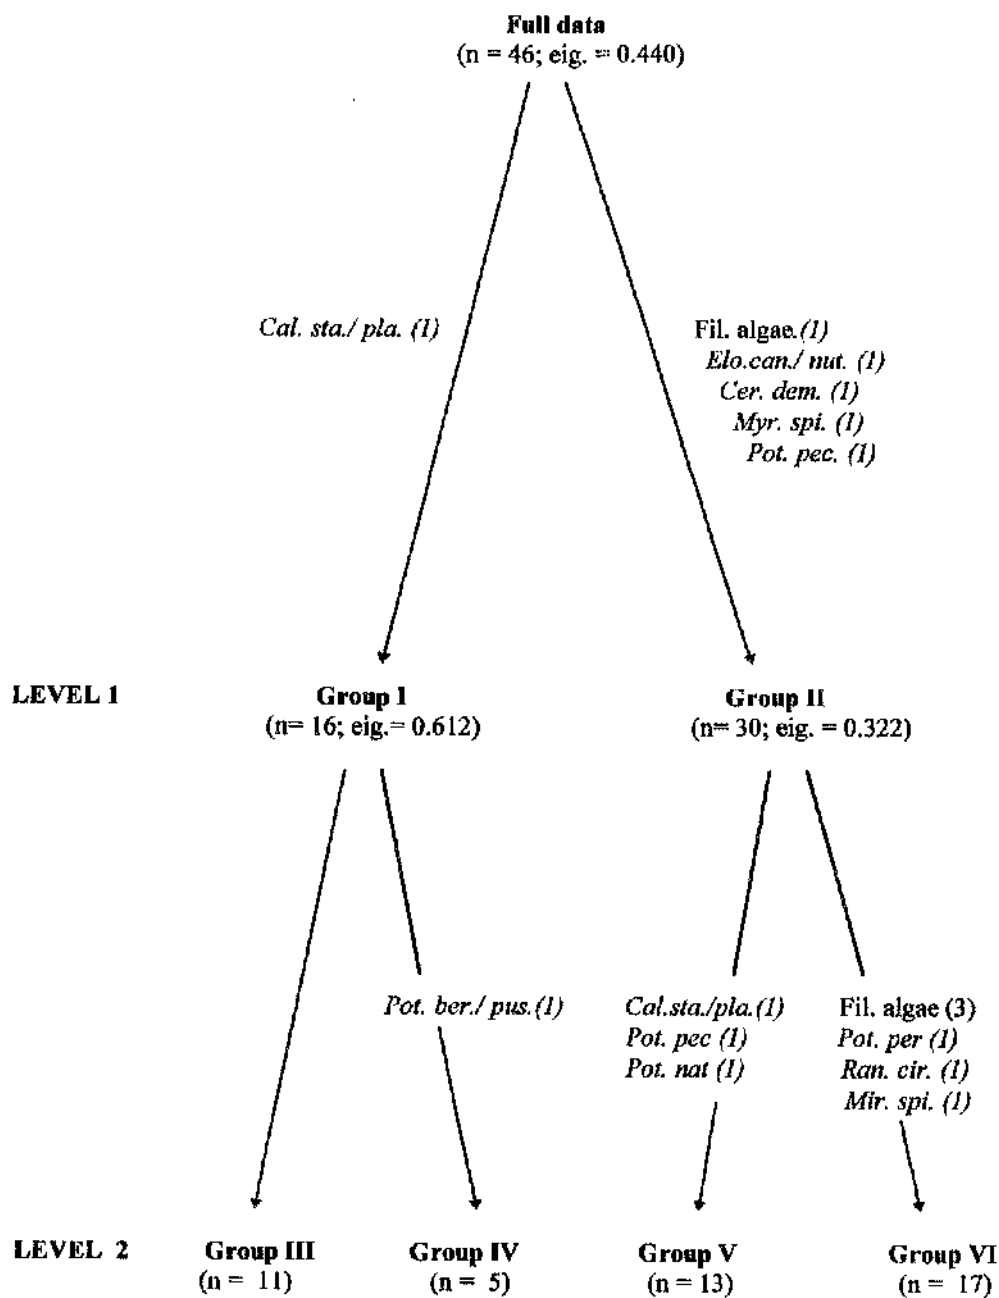 Full data
(n = 46; eig. = 0.440)
Cal. sta./ pla. (1)
Fil. algae.(1)
Elo.can./ nut. (1)
Cer. dem. (1)
Myr. spi. (1)
Pot. pec. (1)
LEVEL 1
Group I
(n= 16; eig.= 0.612)
Group II
(n= 30; eig. = 0.322)
Pot. ber./ pus.(1)
Cal.sta./pla.(1)
Pot. pec (1)
Pot. nat (1)
Fil. algae (3)
Pot. per (1)
Ran. cir. (1)
Mir. spi. (1)
LEVEL 2
Group III
(n = 11)
Group IV
(n = 5)
Group V
(n = 13)
Group VI
(n = 17)